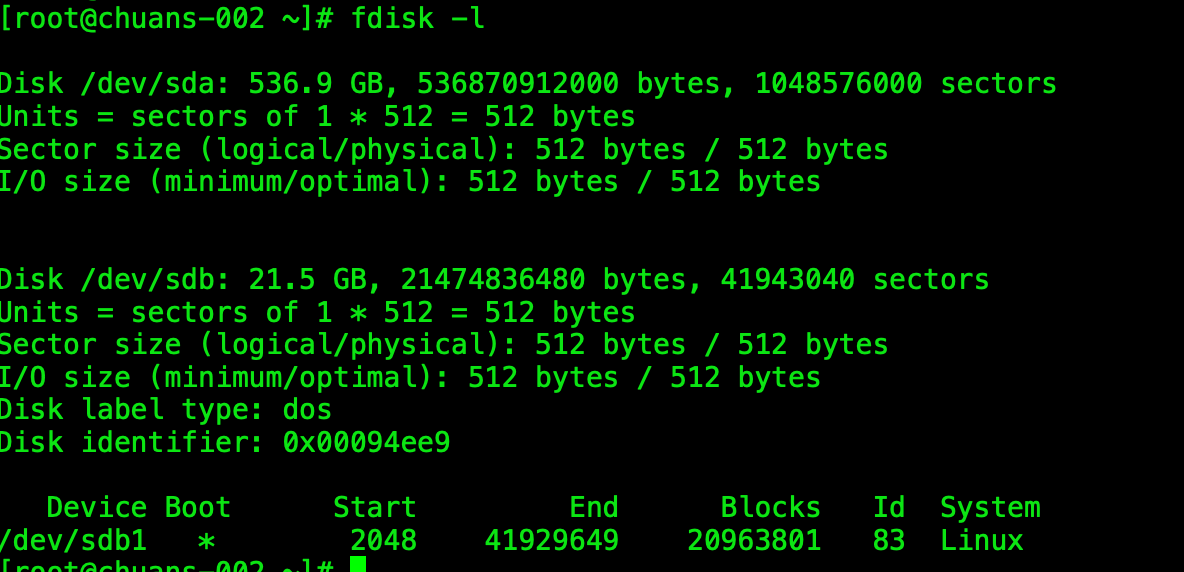 [root@chuans-002 ~]# fdisk -l
Disk /dev/sda: 536.9 GB, 536870912000 bytes, 1048576000 sectors
Units = sectors of 1 * 512 = 512 bytes
Sector size (logical/physical): 512 bytes / 512 bytes
I/O size (minimum/optimal): 512 bytes / 512 bytes
Disk /dev/sdb: 21.5 GB, 21474836480 bytes, 41943040 sectors
Units = sectors of 1 * 512 = 512 bytes
Sector size (logical/physical): 512 bytes / 512 bytes
I/O size (minimum/optimal): 512 bytes / 512 bytes
Disk label type: dos
Disk identifier: 0x00094ee9
Device Boot Start End Blocks Id System
/dev/sdb1 * 2048 41929649 20963801 83 Linux
[root@chuans-002 ~]#